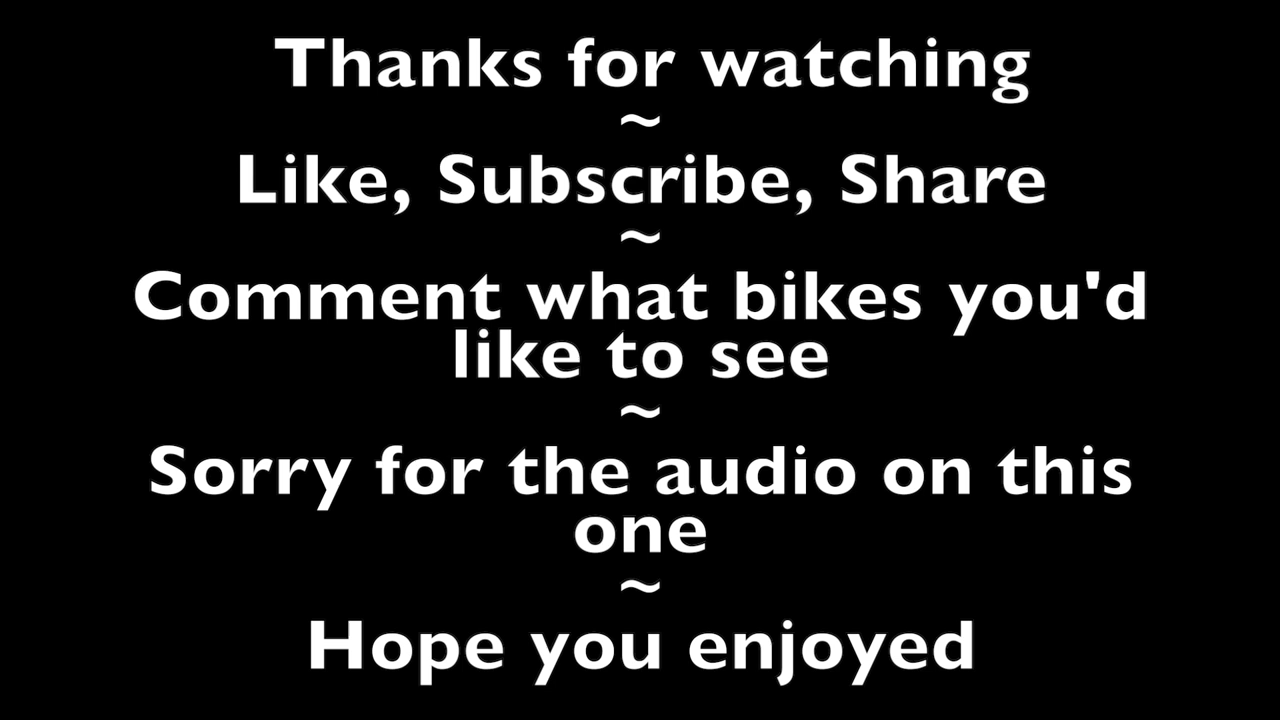 Thanks for watching
~
Like, Subscribe, Share
~
Comment what bikes you'd
like to see
~
Sorry for the audio on this
one
~
Hope you enjoyed